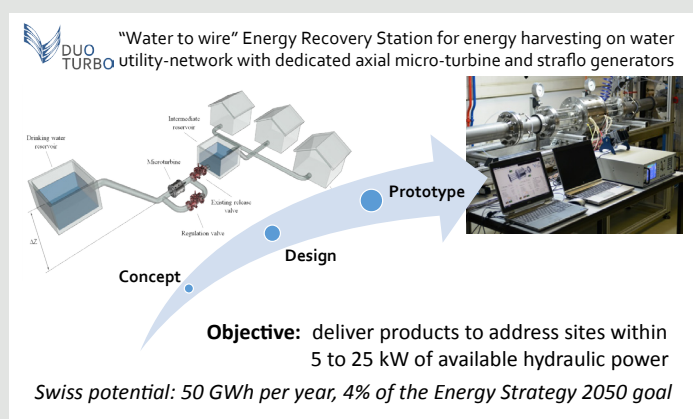 DUO
TURBO
“Water to wire” Energy Recovery Station for energy harvesting on water
utility-network with dedicated axial micro-turbine and straflo generators
Intermediate
reservoir
Drinking water
reservoir
Microturbine
Existing release
valve
Regulation valve
ΔZ
Prototype
Design
Concept
Objective: deliver products to address sites within
5 to 25 kW of available hydraulic power
Swiss potential: 50 GWh per year, 4% of the Energy Strategy 2050 goal